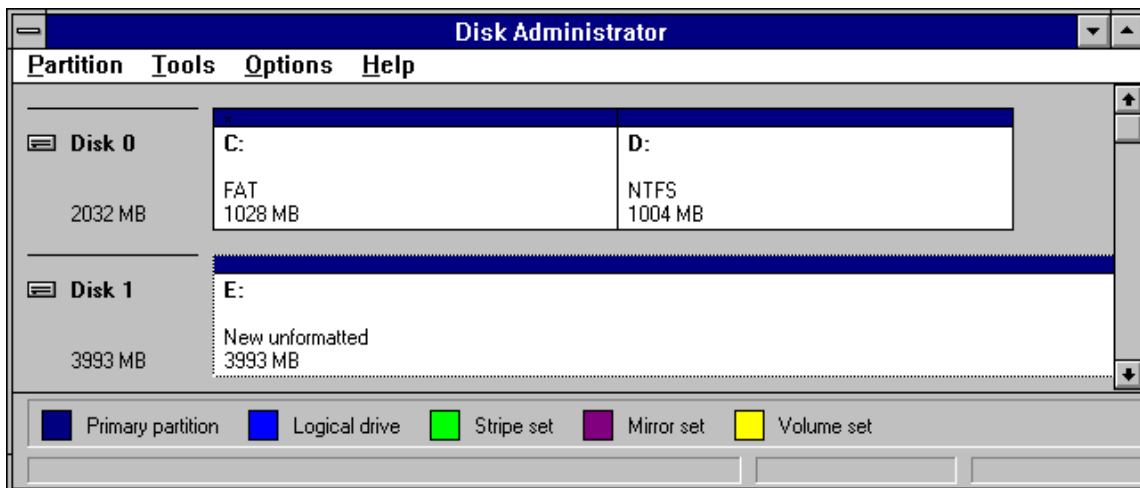 Disk Administrator
Partition Tools Options Help
Disk 0
2032 MB
C:
FAT
1028 MB
D:
NTFS
1004 MB
Disk 1
3993 MB
E:
New unformatted
3993 MB
Primary partition Logical drive Stripe set Mirror set Volume set